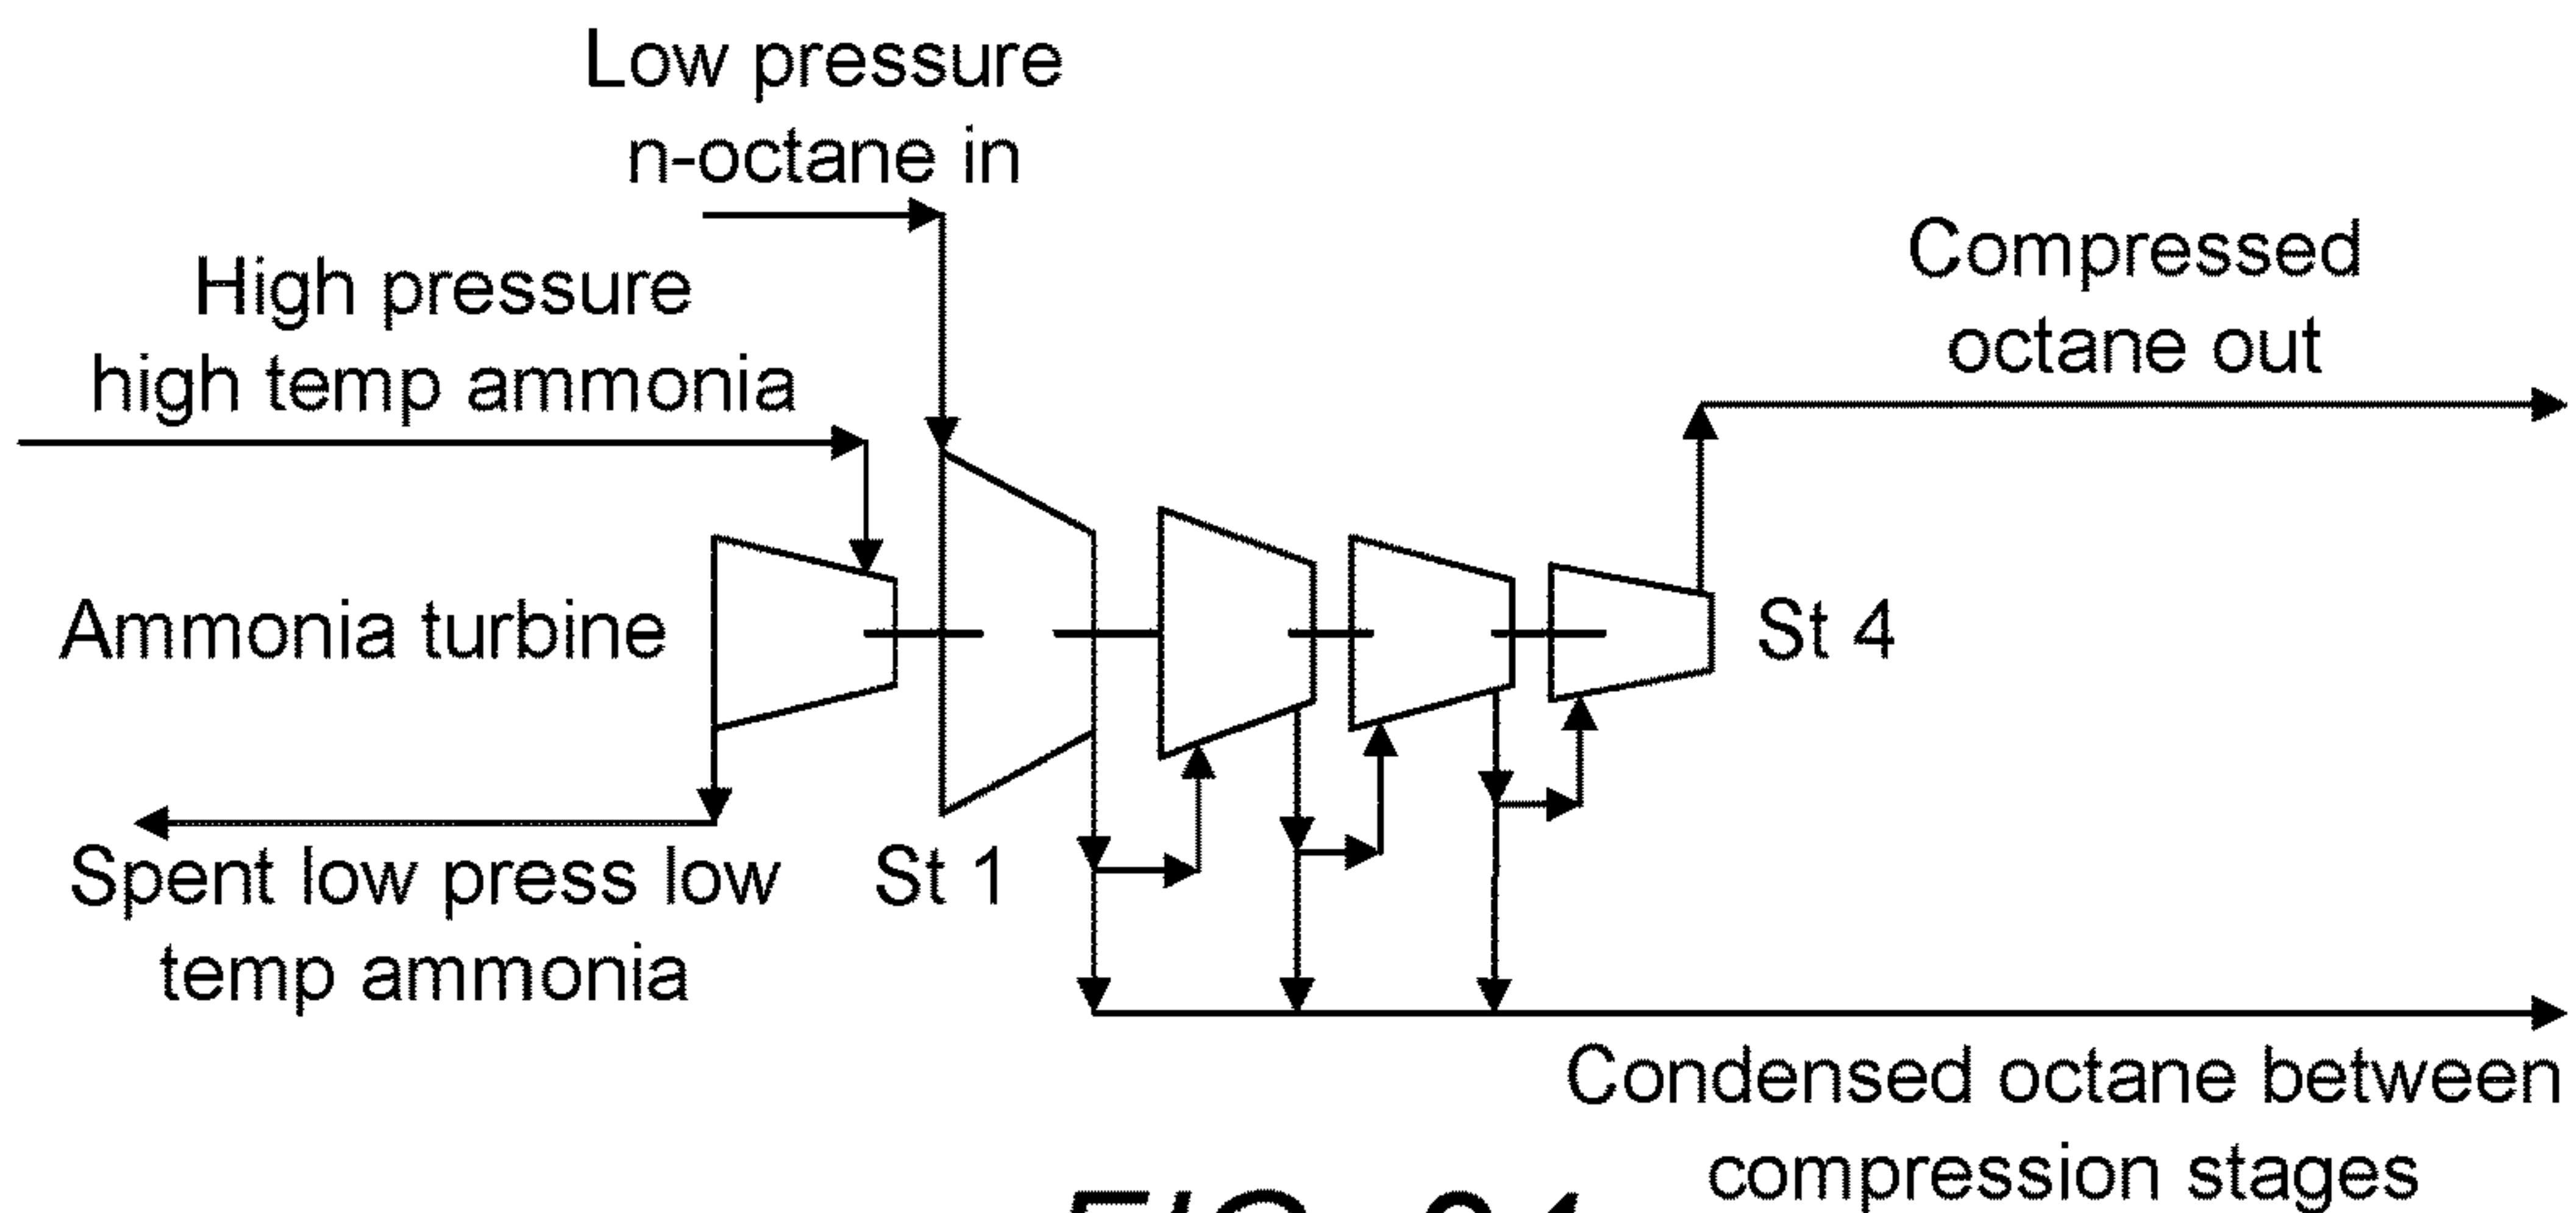 Low pressure
n-octane in
High pressure
high temp ammonia
Compressed
octane out
Ammonia turbine
St 4
Spent low press low
temp ammonia
St 1
Condensed octane between
compression stages